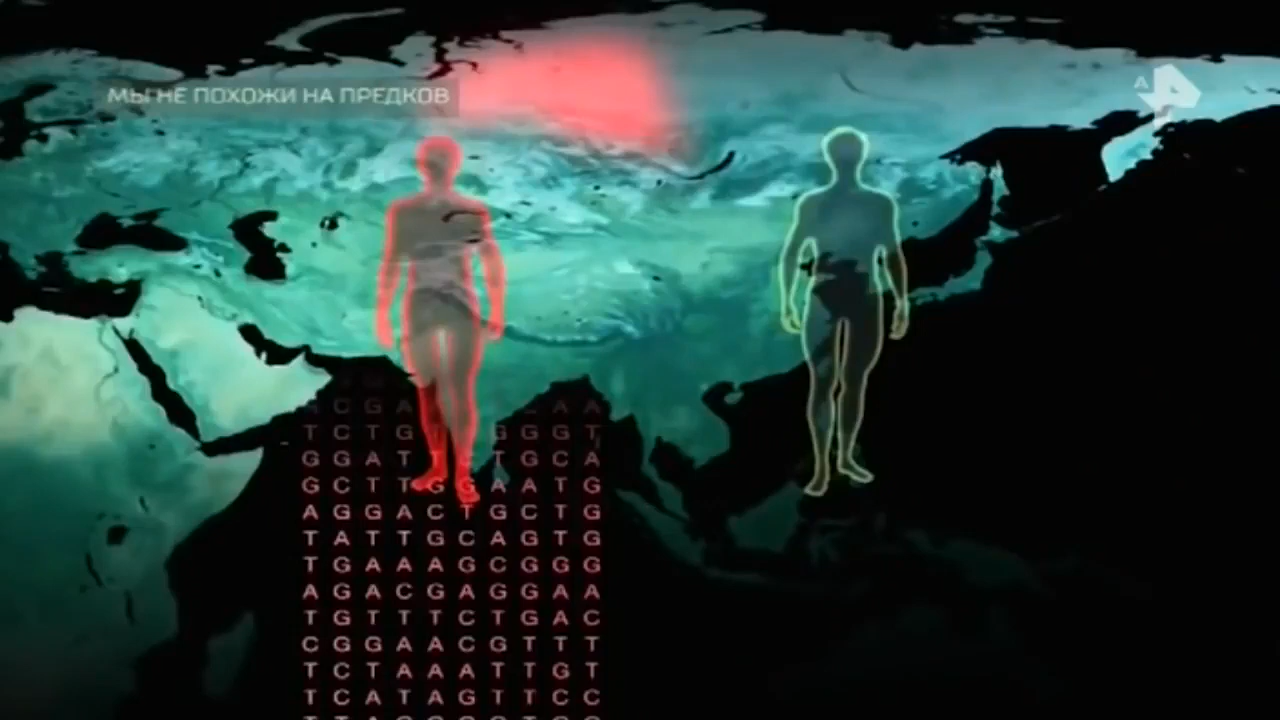 МЫ НЕ ПОХОЖИ НА ПРЕДКОВ
А
T C T G G G G T
G G A T T T G C A
G C T T G G A A T G
A G G A C T G C T G
T A T T G C A G T G
T G A A A G C G G G
A G A C G A G G A A
T G T T T C T G A C
C G G A A C G T T T
T C T A A A T T G T
T C A T A G T T C C